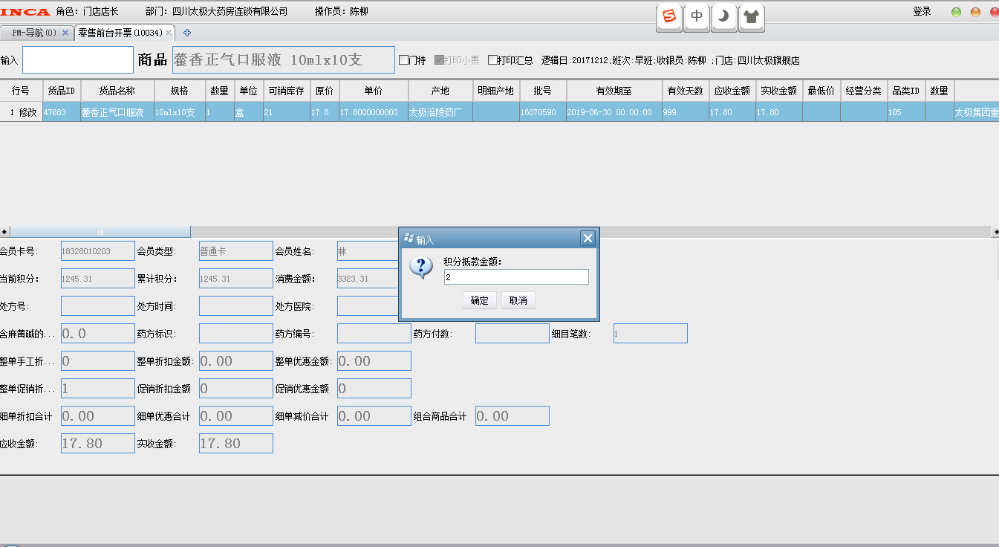 INCA 角色: 门店店长 部门: 四川太极大药房连锁有限公司 操作员: 陈柳 中 登录
PM-导航(0) 零售前台开票(10034)
输入 商品 藿香正气口服液 10mlx10支 门特 打印小票 打印汇总 逻辑日:20171212;班次:早班;收银员:陈柳 ;门店:四川太极旗舰店
行号 货品ID 货品名称 规格 数量 单位 可销库存 原价 单价 产地 明细产地 批号 有效期至 有效天数 应收金额 实收金额 最低价 经营分类 品类ID 数量
1 修改 47683 藿香正气口服液 10mlx10支 1 盒 21 17.8 17.8000000000 太极涪陵药厂 16070590 2019-06-30 00:00:00 999 17.80 17.80 105 太极集团重
输入
积分抵款金额:
2
确定 取消
会员卡号: 18328010203 会员类型: 普通卡 会员姓名: 林
当前积分: 1245.31 累计积分: 1245.31 消费金额: 3323.31
处方号: 处方时间: 处方医院:
含麻黄碱的... 0.0 药方标识: 药方编号: 药方付数: 细目笔数: 1
整单手工折... 0 整单折扣金额: 0.00 整单优惠金额: 0.00
整单促销折... 1 促销折扣金额 0 促销优惠金额 0
细单折扣合计 0.00 细单优惠合计 0.00 细单减价合计 0.00 组合商品合计 0.00
应收金额: 17.80 实收金额: 17.80